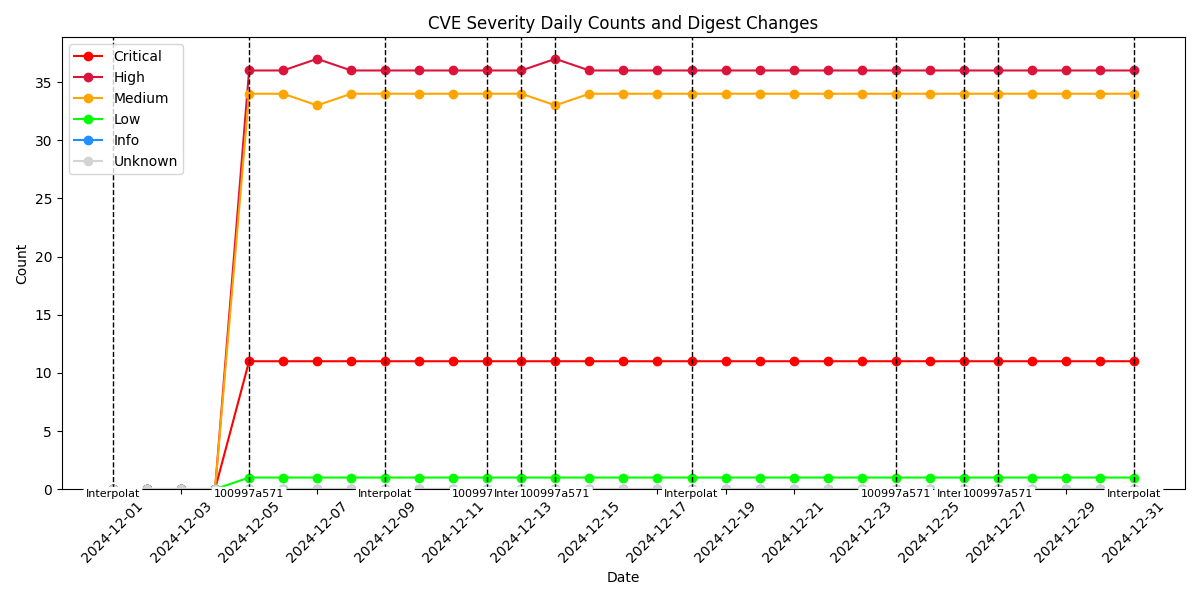 CVE Severity Daily Counts and Digest Changes
Critical
High
Medium
Low
Info
Unknown
Count
35
30
25
20
15
10
5
0
Interpolat
100997a571
Interpolat
100997
Inter
100997a571
Interpolat
100997a571
Inter
100997a571
Interpolat
2024-12-01
2024-12-03
2024-12-05
2024-12-07
2024-12-09
2024-12-11
2024-12-13
2024-12-15
2024-12-17
2024-12-19
2024-12-21
2024-12-23
2024-12-25
2024-12-27
2024-12-29
2024-12-31
Date